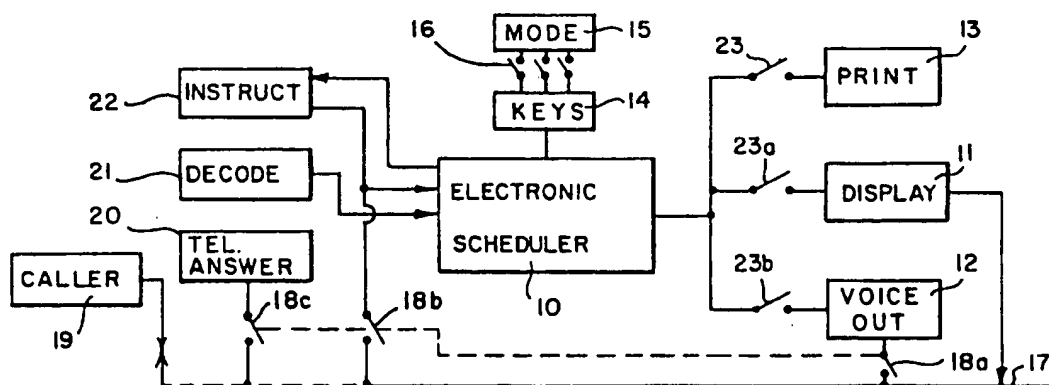 MODE
15
16
KEYS
14
23
PRINT
13
INSTRUCT
22
DECODE
21
20
TEL.
ANSWER
CALLER
19
18c
18b
ELECTRONIC
SCHEDULER
10
23a
DISPLAY
11
23b
VOICE
OUT
12
18a
17